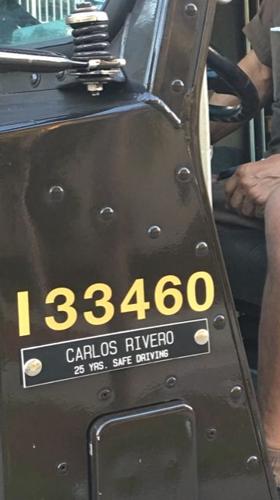 133460
CARLOS RIVERO
25 YRS. SAFE DRIVING